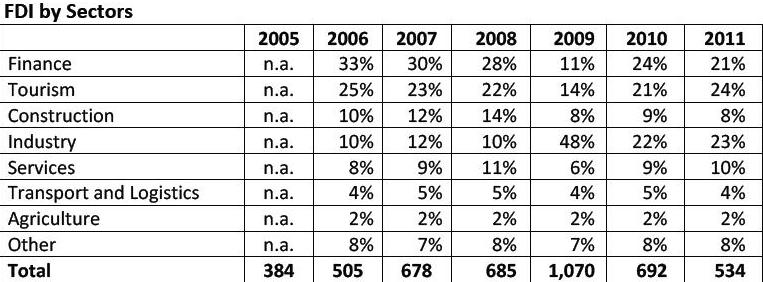 FDI by Sectors
2005 2006 2007 2008 2009 2010 2011
Finance n.a. 33% 30% 28% 11% 24% 21%
Tourism n.a. 25% 23% 22% 14% 21% 24%
Construction n.a. 10% 12% 14% 8% 9% 8%
Industry n.a. 10% 12% 10% 48% 22% 23%
Services n.a. 8% 9% 11% 6% 9% 10%
Transport and Logistics n.a. 4% 5% 5% 4% 5% 4%
Agriculture n.a. 2% 2% 2% 2% 2% 2%
Other n.a. 8% 7% 8% 7% 8% 8%
Total 384 505 678 685 1,070 692 534